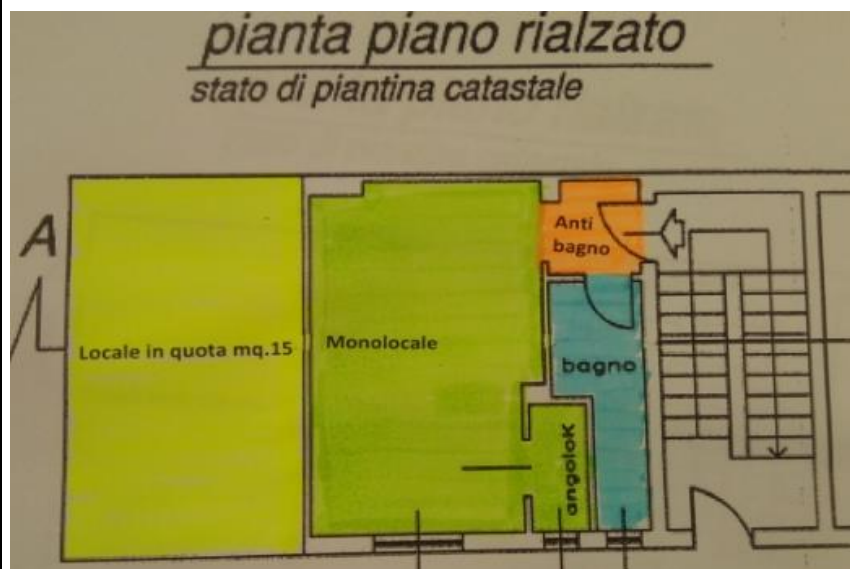 pianta piano rialzato
stato di piantina catastale
A
Anti
bagno
Locale in quota mq.15
Monolocale
bagno
angoloK